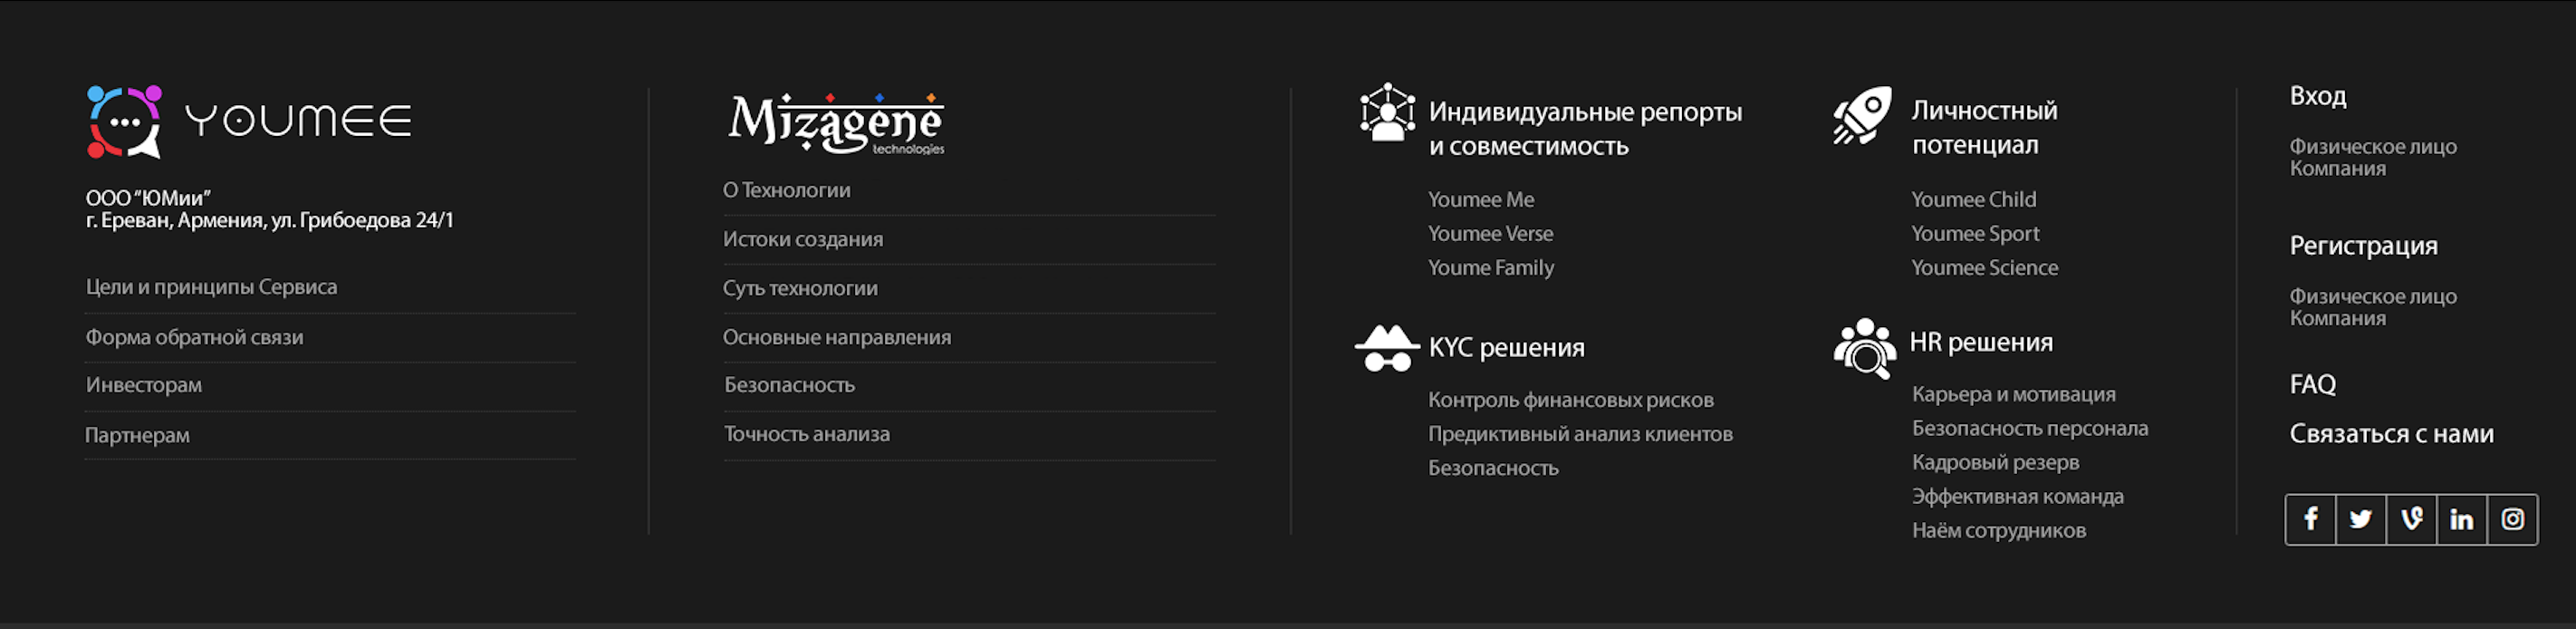 YOUMEE
ООО “ЮМии”
г. Ереван, Армения, ул. Грибоедова 24/1
Цели и принципы Сервиса
Форма обратной связи
Инвесторам
Партнерам
Mizagene
technologies
О Технологии
Истоки создания
Суть технологии
Основные направления
Безопасность
Точность анализа
Индивидуальные репорты
и совместимость
Youmee Me
Youmee Verse
Youme Family
KYC решения
Контроль финансовых рисков
Предиктивный анализ клиентов
Безопасность
Личностный
потенциал
Youmee Child
Youmee Sport
Youmee Science
HR решения
Карьера и мотивация
Безопасность персонала
Кадровый резерв
Эффективная команда
Наём сотрудников
Вход
Физическое лицо
Компания
Регистрация
Физическое лицо
Компания
FAQ
Связаться с нами